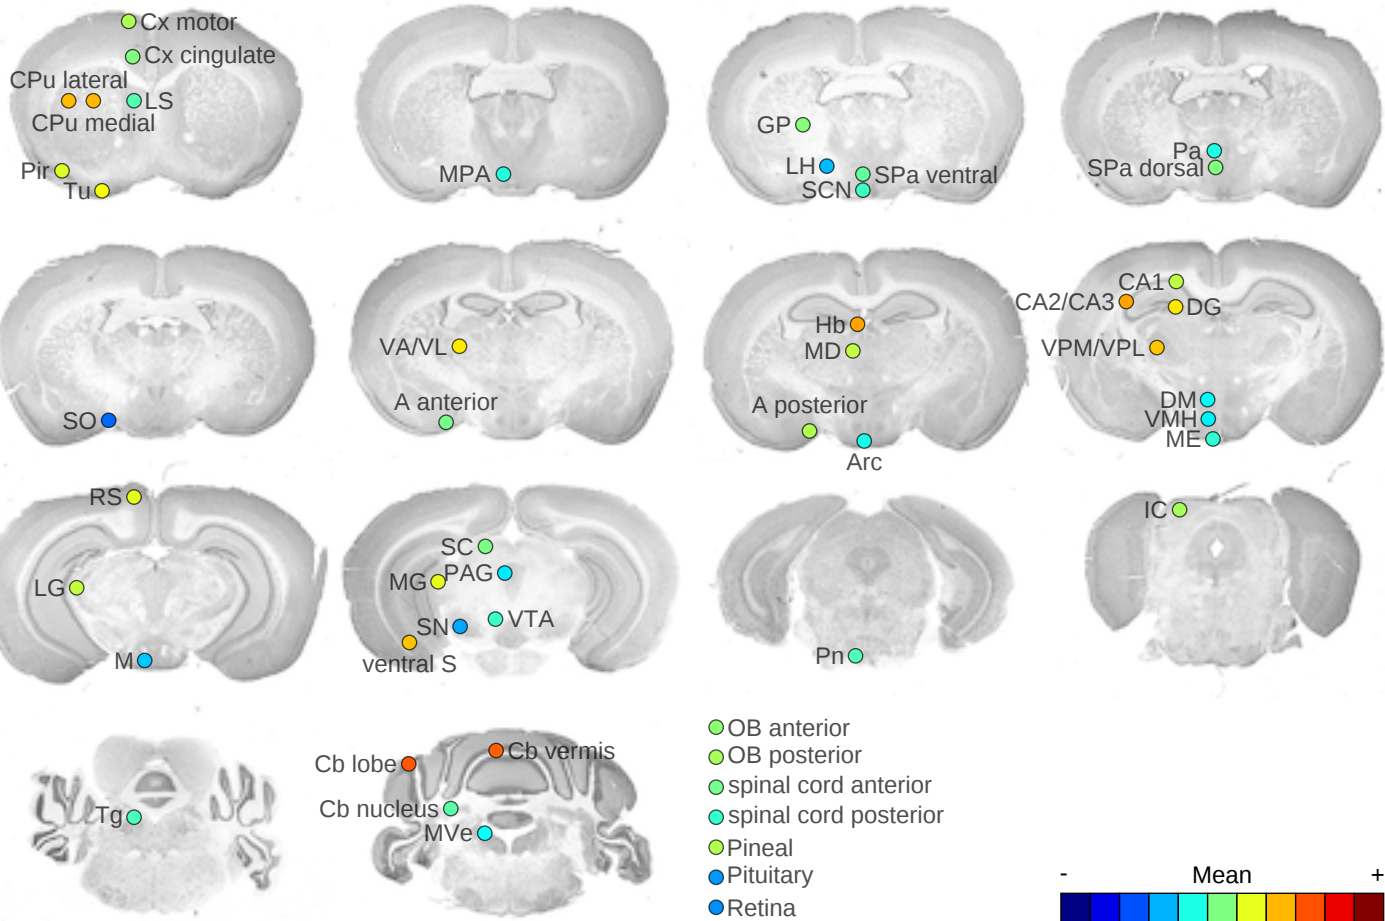 Cx motor
Cx cingulate
CPu lateral
LS
CPu medial
Pir
Tu
MPA
GP
LH
SPa ventral
SCN
Pa
SPa dorsal
SO
VA/VL
A anterior
Hb
MD
A posterior
Arc
CA1
CA2/CA3
DG
VPM/VPL
DM
VMH
ME
RS
LG
M
SC
MG
PAG
SN
VTA
ventral S
Pn
IC
Tg
Cb lobe
Cb vermis
Cb nucleus
MVe
OB anterior
OB posterior
spinal cord anterior
spinal cord posterior
Pineal
Pituitary
Retina
- Mean +